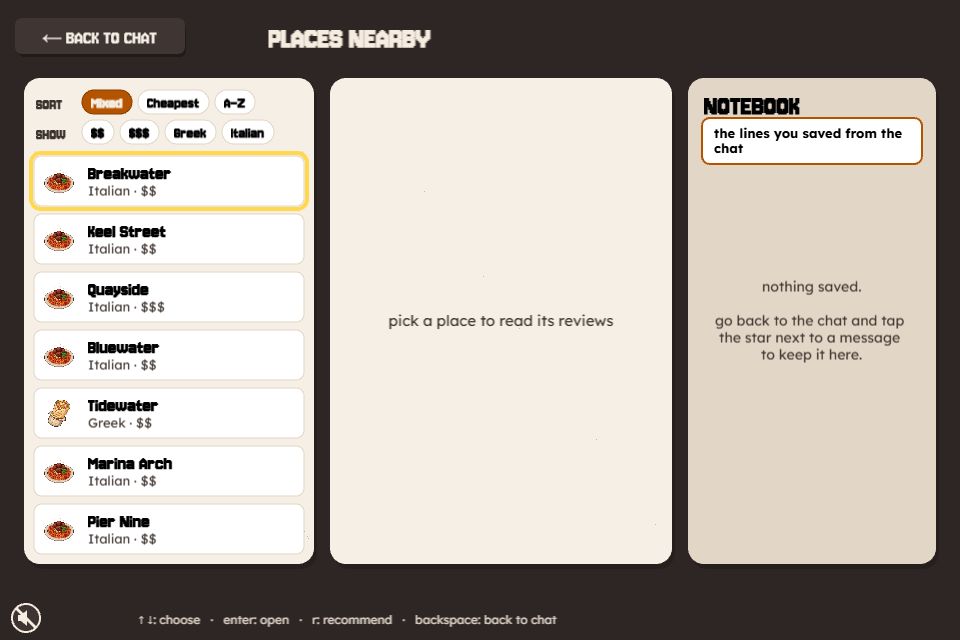 ← BACK TO CHAT
PLACES NEARBY
SORT Mixed Cheapest A-Z
SHOW $$ $$$ Greek Italian
Breakwater
Italian · $$
Keel Street
Italian · $$
Quayside
Italian · $$$
Bluewater
Italian · $$
Tidewater
Greek · $$
Marina Arch
Italian · $$
Pier Nine
Italian · $$
pick a place to read its reviews
NOTEBOOK
the lines you saved from the
chat
nothing saved.
go back to the chat and tap
the star next to a message
to keep it here.
↑ ↓: choose · enter: open · r: recommend · backspace: back to chat